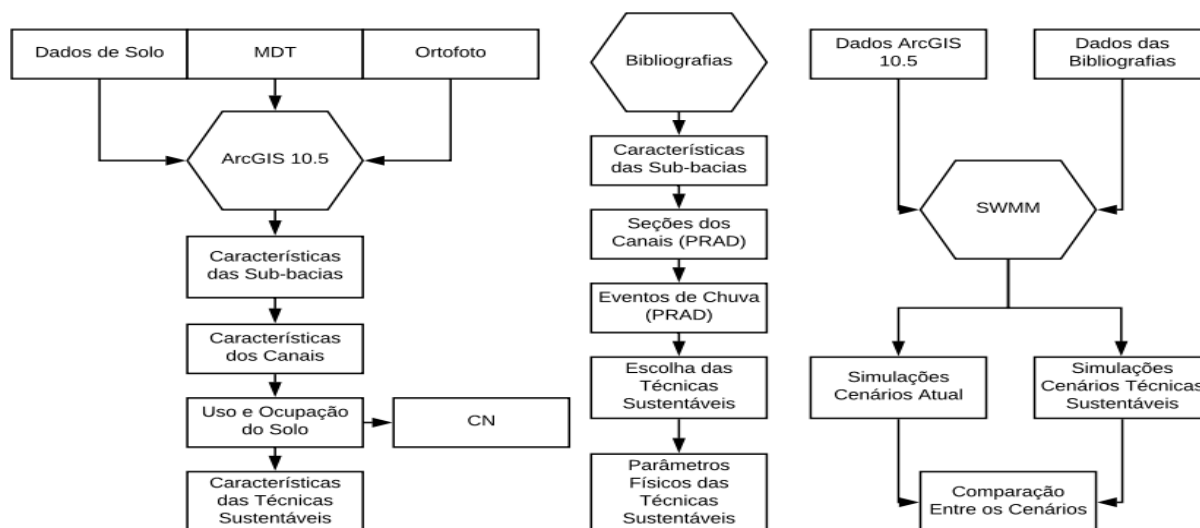 Dados de Solo
MDT
Ortofoto
ArcGIS 10.5
Características
das Sub-bacias
Características
dos Canais
Uso e Ocupação
do Solo
CN
Características
das Técnicas
Sustentáveis
Bibliografias
Características
das Sub-bacias
Seções dos
Canais (PRAD)
Eventos de Chuva
(PRAD)
Escolha das
Técnicas
Sustentáveis
Parâmetros
Físicos das
Técnicas
Sustentáveis
Dados ArcGIS
10.5
Dados das
Bibliografias
SWMM
Simulações
Cenários Atual
Simulações
Cenários Técnicas
Sustentáveis
Comparação
Entre os Cenários